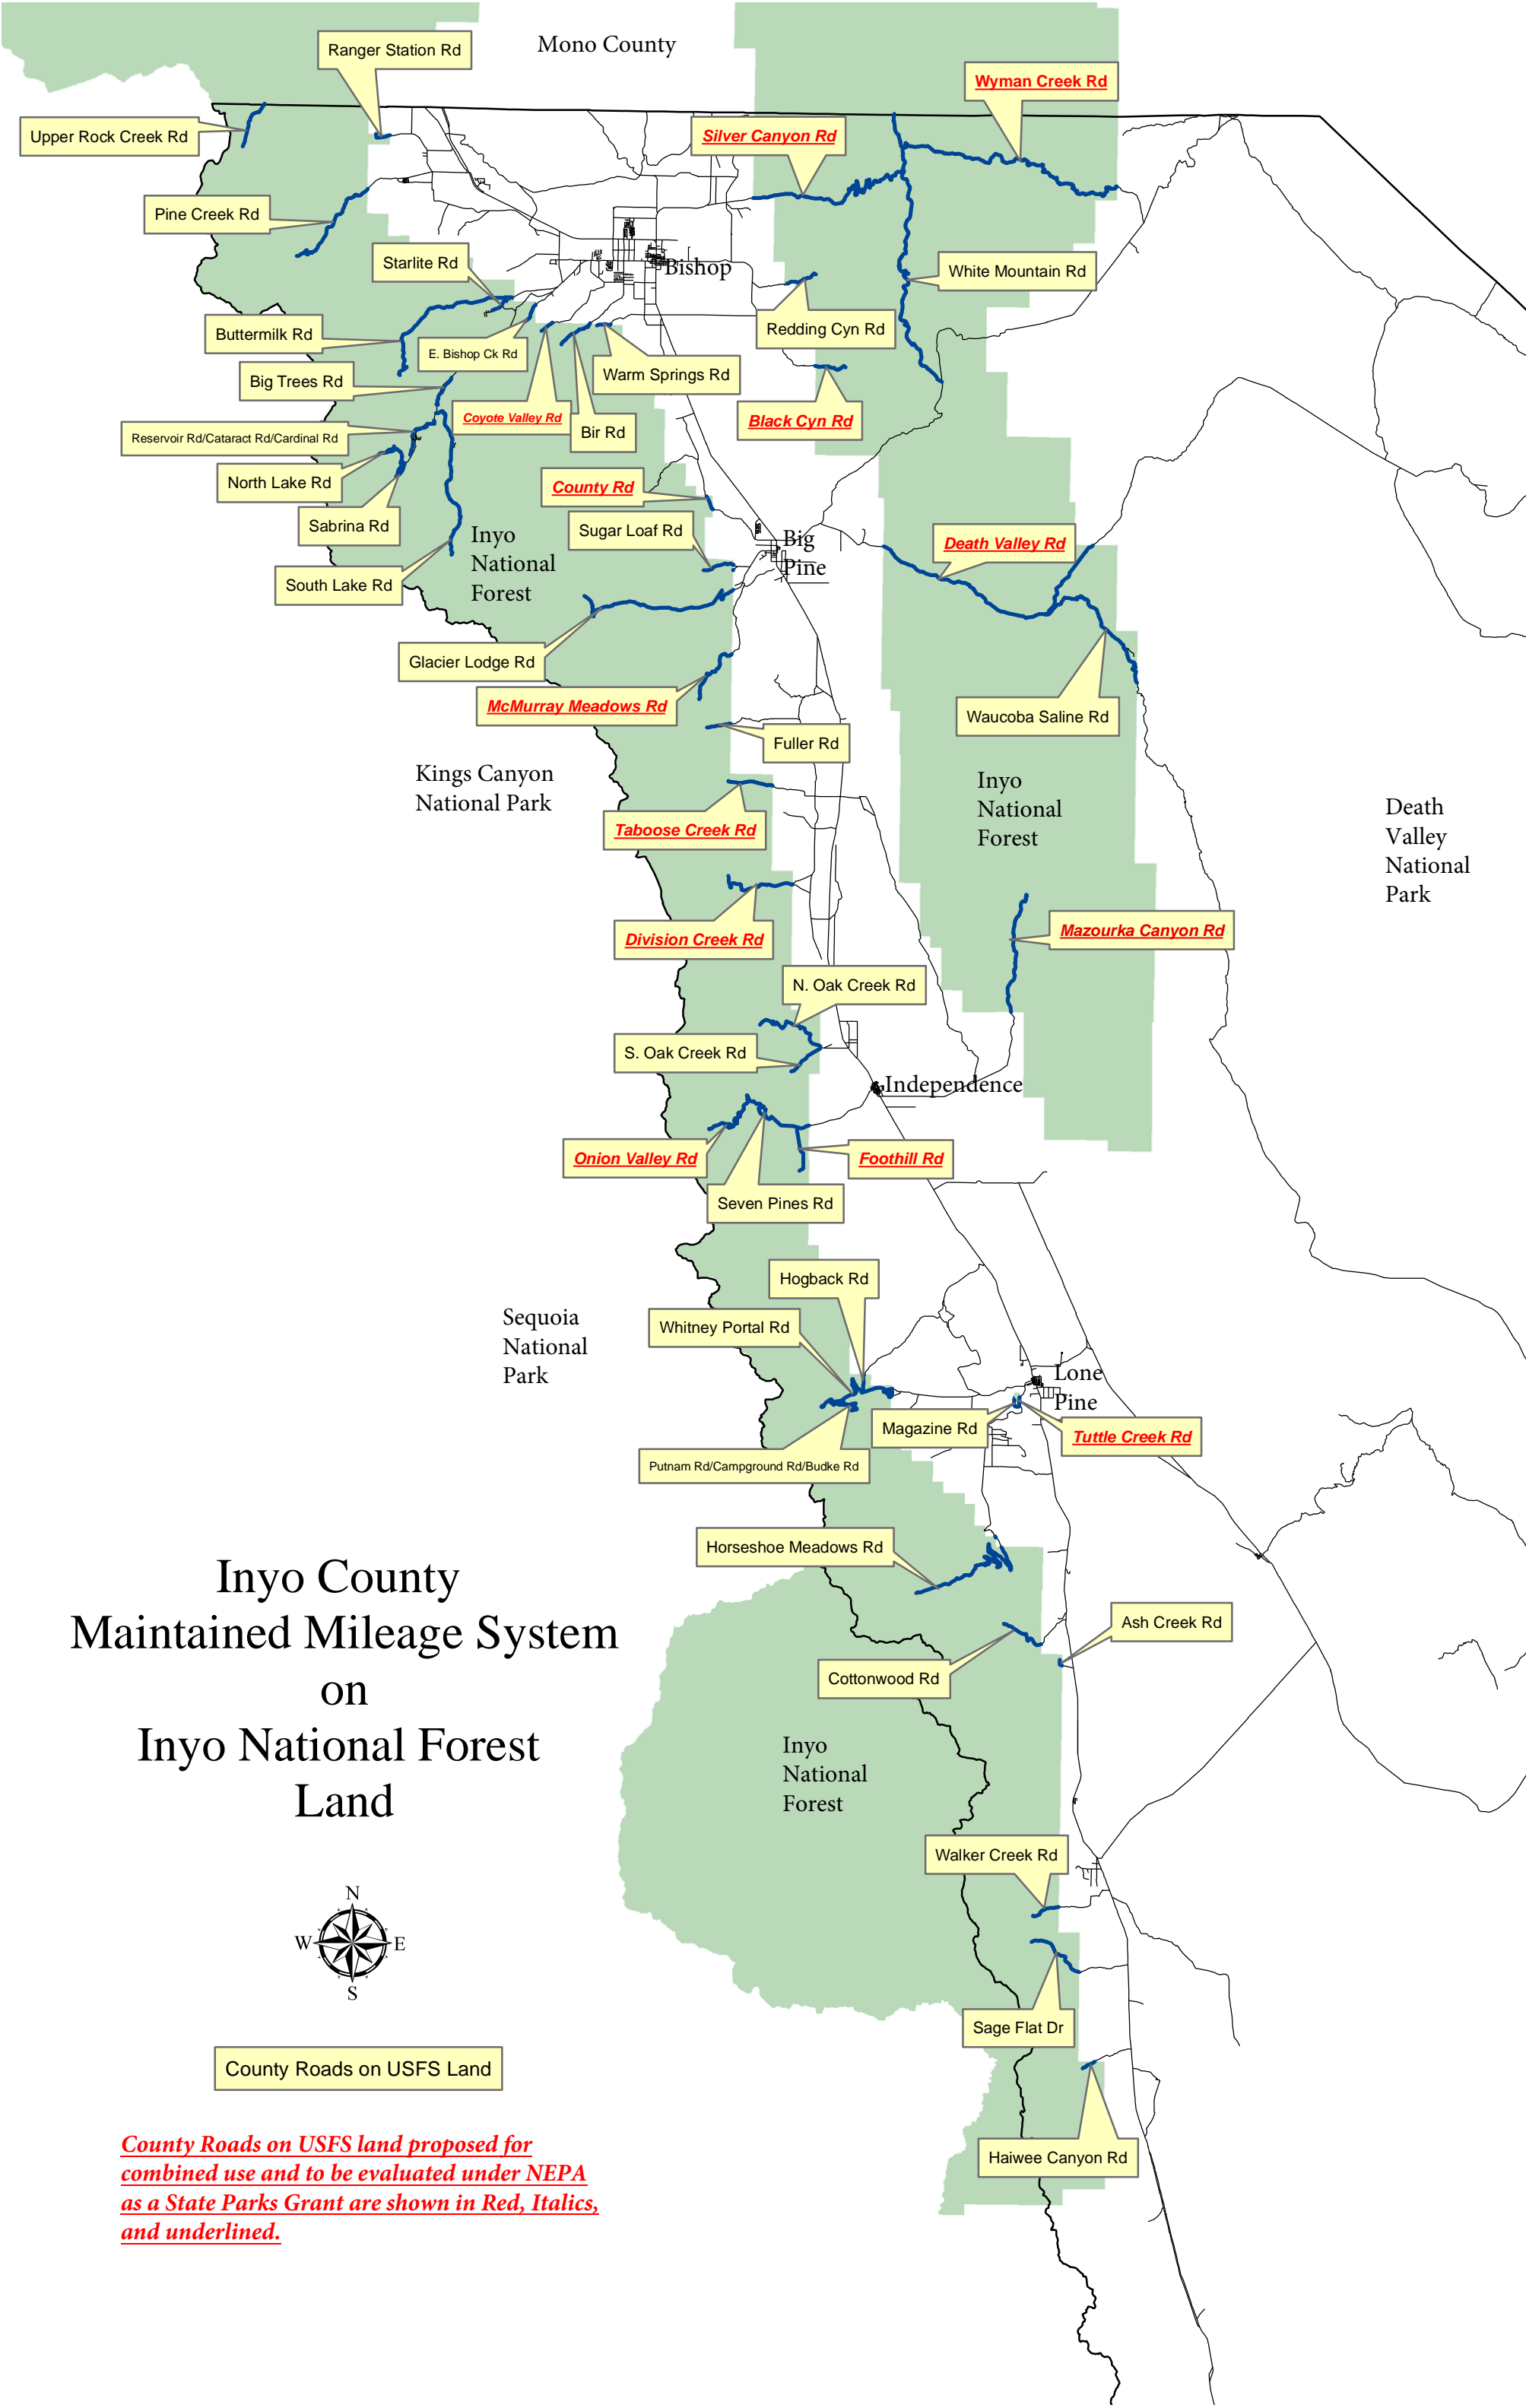 Mono County
Ranger Station Rd
Wyman Creek Rd
Upper Rock Creek Rd
Silver Canyon Rd
Pine Creek Rd
Starlite Rd
Bishop
White Mountain Rd
Buttermilk Rd
Redding Cyn Rd
E. Bishop Ck Rd
Warm Springs Rd
Big Trees Rd
Coyote Valley Rd
Bir Rd
Black Cyn Rd
Reservoir Rd/Cataract Rd/Cardinal Rd
North Lake Rd
County Rd
Sabrina Rd
Sugar Loaf Rd
Inyo
National
Forest
Big
Pine
Death Valley Rd
South Lake Rd
Glacier Lodge Rd
McMurray Meadows Rd
Waucoba Saline Rd
Fuller Rd
Kings Canyon
National Park
Inyo
National
Forest
Death
Valley
National
Park
Taboose Creek Rd
Division Creek Rd
Mazourka Canyon Rd
N. Oak Creek Rd
S. Oak Creek Rd
Independence
Onion Valley Rd
Foothill Rd
Seven Pines Rd
Hogback Rd
Sequoia
National
Park
Whitney Portal Rd
Lone
Pine
Magazine Rd
Tuttle Creek Rd
Putnam Rd/Campground Rd/Budke Rd
Horseshoe Meadows Rd
Inyo County
Maintained Mileage System
on
Inyo National Forest
Land
Ash Creek Rd
Cottonwood Rd
Inyo
National
Forest
Walker Creek Rd
N
W
E
S
Sage Flat Dr
County Roads on USFS Land
Haiwee Canyon Rd
County Roads on USFS land proposed for
combined use and to be evaluated under NEPA
as a State Parks Grant are shown in Red, Italics,
and underlined.